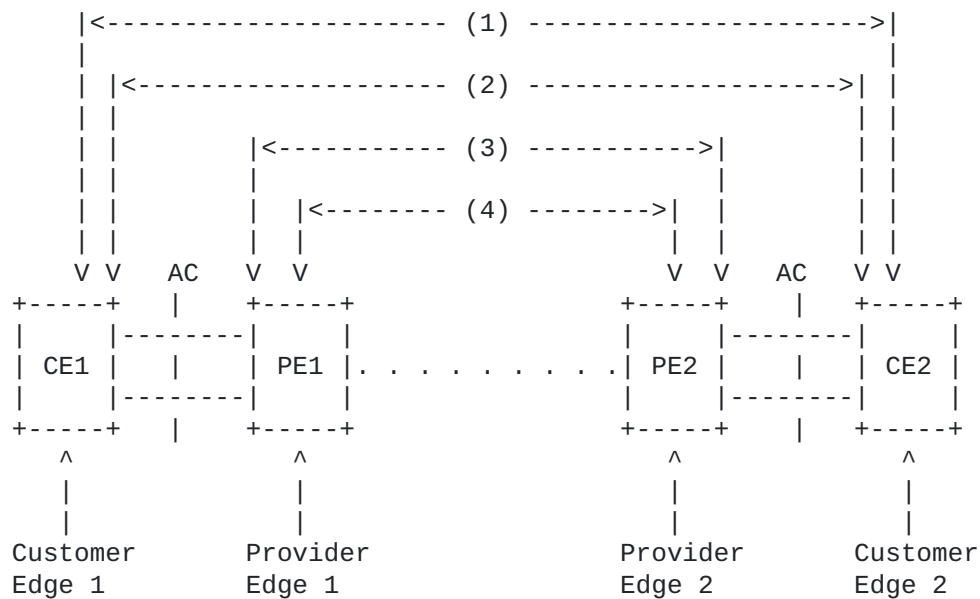 |<---------------------- (1) ---------------------->|
|                                                   |
| |<-------------------- (2) -------------------->| |
| |                                               | |
| |        |<----------- (3) ----------->|        | |
| |        |                             |        | |
| |        |  |<-------- (4) -------->|  |        | |
| |        |  |                       |  |        | |
V V   AC   V  V                       V  V   AC   V V
+-----+   |    +-----+                 +-----+    |   +-----+
|     |--------|     |                 |     |--------|     |
| CE1 |   |    | PE1 |. . . . . . . . .| PE2 |    |   | CE2 |
|     |--------|     |                 |     |--------|     |
+-----+   |    +-----+                 +-----+    |   +-----+
^              ^                       ^              ^
|              |                       |              |
|              |                       |              |
Customer       Provider                Provider       Customer
Edge 1         Edge 1                  Edge 2         Edge 2